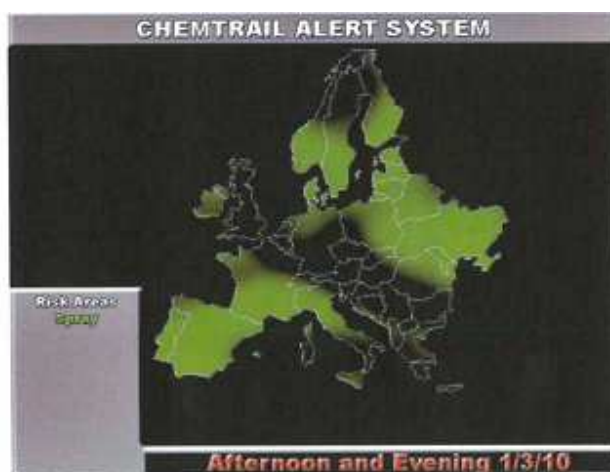 CHEMTRAIL ALERT SYSTEM
Risk Areas
Spray
Afternoon and Evening 1/3/10